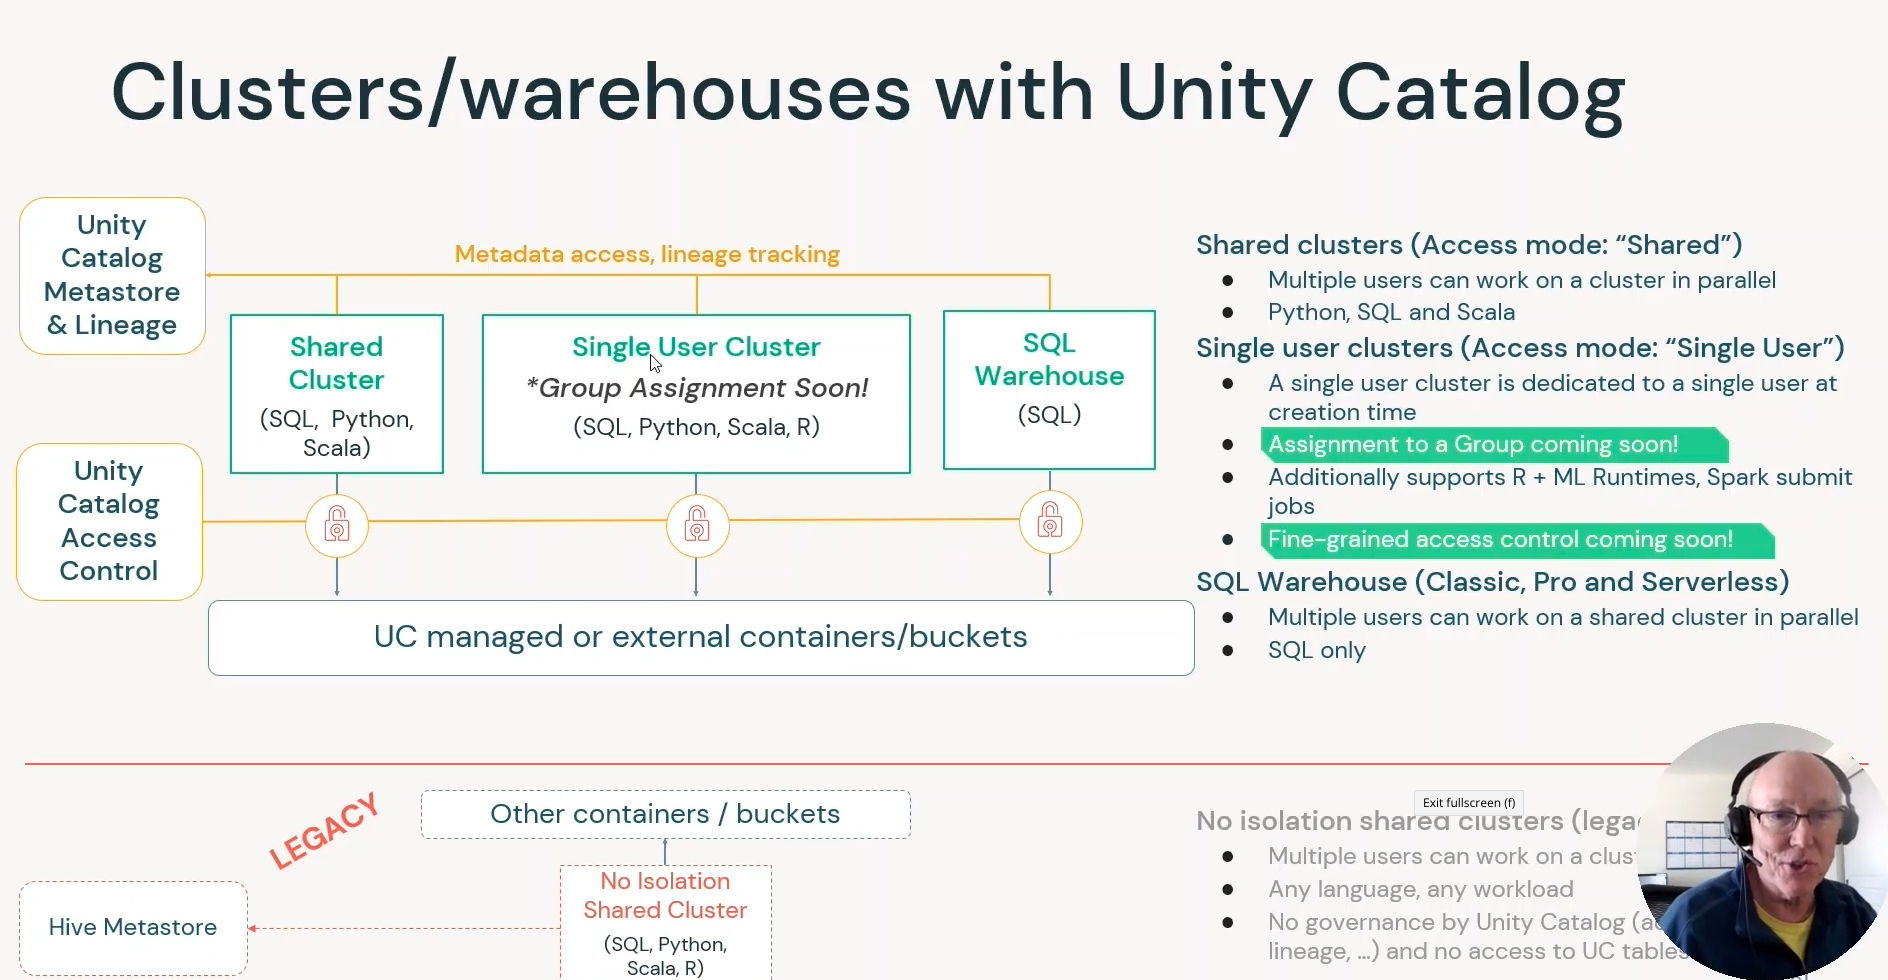 Clusters/warehouses with Unity Catalog
Unity
Catalog
Metastore
& Lineage
Metadata access, lineage tracking
Shared
Cluster
(SQL, Python,
Scala)
Single User Cluster
*Group Assignment Soon!
(SQL, Python, Scala, R)
SQL
Warehouse
(SQL)
Unity
Catalog
Access
Control
UC managed or external containers/buckets
Shared clusters (Access mode: “Shared”)
● Multiple users can work on a cluster in parallel
● Python, SQL and Scala
Single user clusters (Access mode: “Single User”)
● A single user cluster is dedicated to a single user at
creation time
● Assignment to a Group coming soon!
● Additionally supports R + ML Runtimes, Spark submit
jobs
● Fine-grained access control coming soon!
SQL Warehouse (Classic, Pro and Serverless)
● Multiple users can work on a shared cluster in parallel
● SQL only
LEGACY
Other containers / buckets
No Isolation
Shared Cluster
(SQL, Python,
Scala, R)
Hive Metastore
Exit fullscreen (f)
No isolation shared clusters
● Multiple users can work on a
● Any language, any workload
● No governance by Unity Catalog
lineage, ...) and no access to UC tables